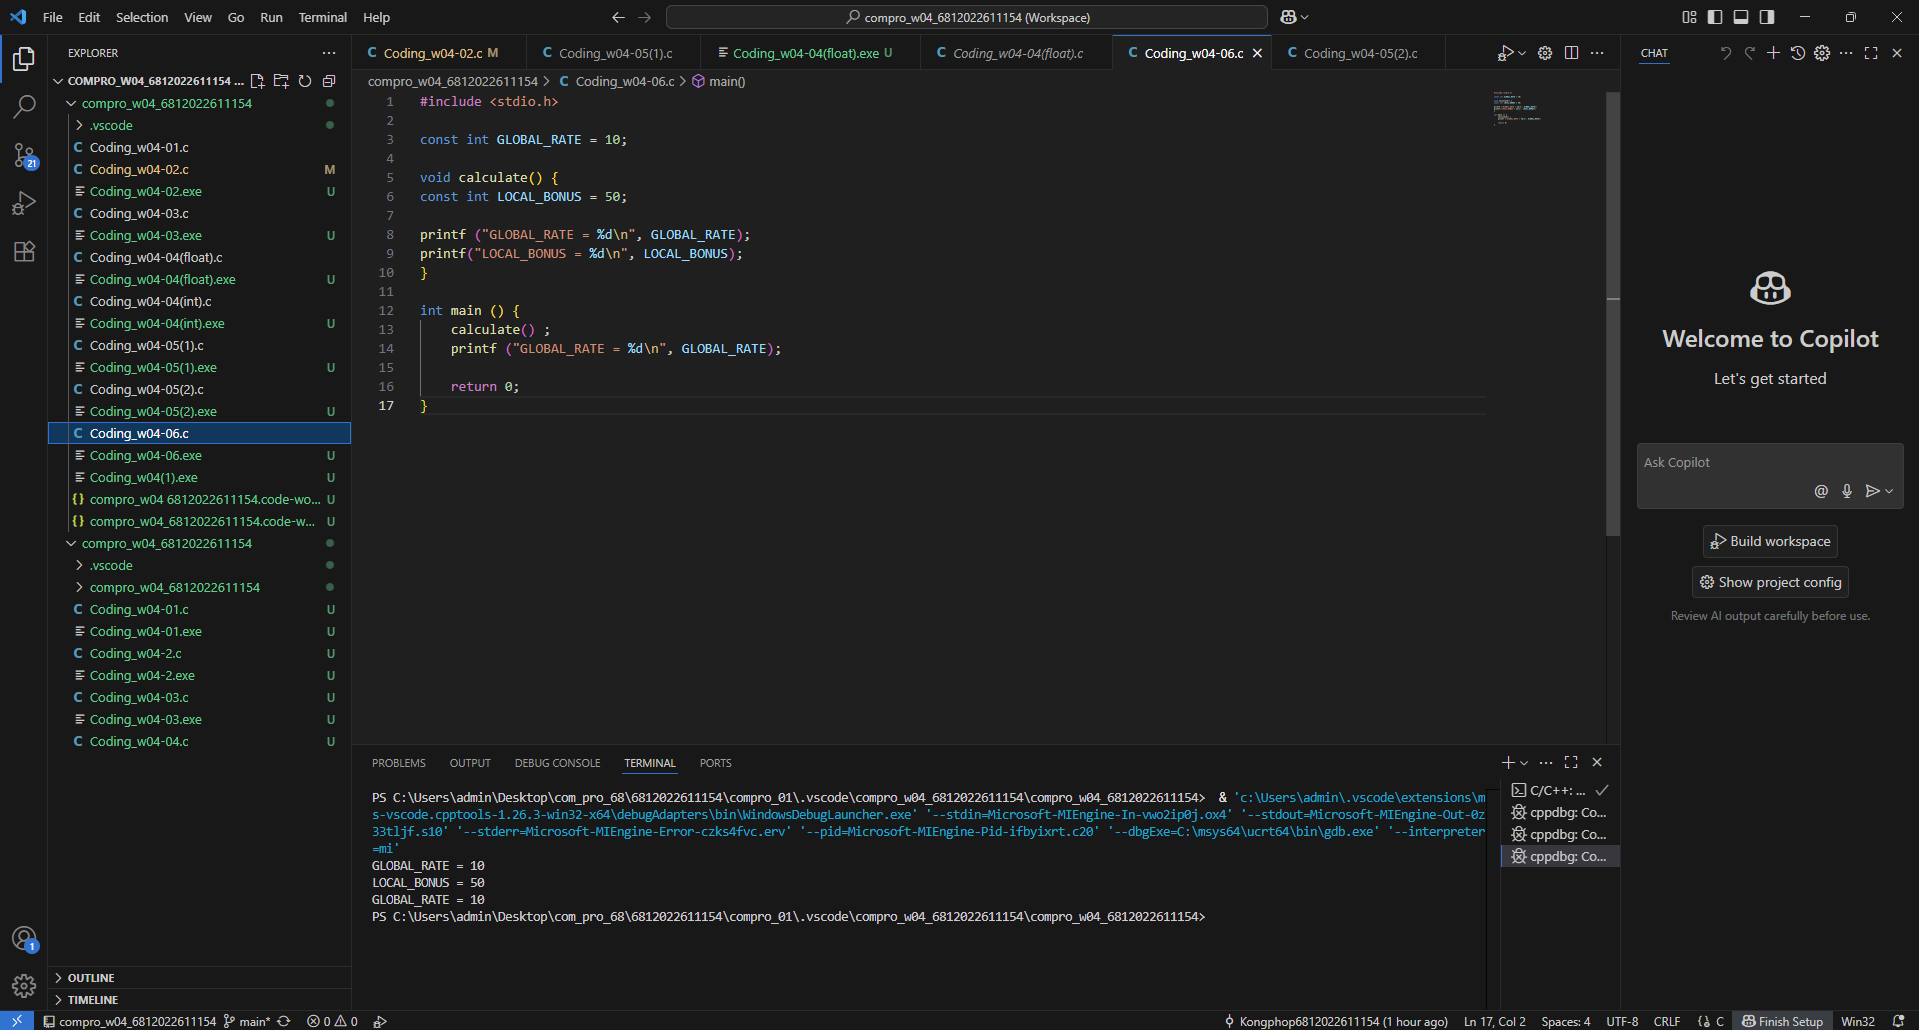 File Edit Selection View Go Run Terminal Help
compro_w04_6812022611154 (Workspace)
EXPLORER
COMPRO_W04_6812022611154 ...
compro_w04_6812022611154
.vscode
Coding_w04-01.c
Coding_w04-02.c M
Coding_w04-02.exe U
Coding_w04-03.c
Coding_w04-03.exe U
Coding_w04-04(float).c
Coding_w04-04(float).exe U
Coding_w04-04(int).c
Coding_w04-04(int).exe U
Coding_w04-05(1).c
Coding_w04-05(1).exe U
Coding_w04-05(2).c
Coding_w04-05(2).exe U
Coding_w04-06.c
Coding_w04-06.exe U
Coding_w04(1).exe U
compro_w04 6812022611154.code-wo... U
compro_w04_6812022611154.code-w... U
compro_w04_6812022611154
.vscode
compro_w04_6812022611154
Coding_w04-01.c U
Coding_w04-01.exe U
Coding_w04-2.c U
Coding_w04-2.exe U
Coding_w04-03.c U
Coding_w04-03.exe U
Coding_w04-04.c U
OUTLINE
TIMELINE
21
1
Coding_w04-02.c M Coding_w04-05(1).c Coding_w04-04(float).exe U Coding_w04-04(float).c Coding_w04-06.c Coding_w04-05(2).c
compro_w04_6812022611154 > C Coding_w04-06.c > main()
1 #include <stdio.h>
2
3 const int GLOBAL_RATE = 10;
4
5 void calculate() {
6 const int LOCAL_BONUS = 50;
7
8 printf ("GLOBAL_RATE = %d\n", GLOBAL_RATE);
9 printf("LOCAL_BONUS = %d\n", LOCAL_BONUS);
10 }
11
12 int main () {
13 calculate() ;
14 printf ("GLOBAL_RATE = %d\n", GLOBAL_RATE);
15
16 return 0;
17 }
PROBLEMS OUTPUT DEBUG CONSOLE TERMINAL PORTS
PS C:\Users\admin\Desktop\com_pro_68\6812022611154\compro_01\.vscode\compro_w04_6812022611154\compro_w04_6812022611154> & 'c:\Users\admin\.vscode\extensions\m
s-vscode.cpptools-1.26.3-win32-x64\debugAdapters\bin\WindowsDebugLauncher.exe' '--stdin=Microsoft-MIEngine-In-vwo2ip0j.ox4' '--stdout=Microsoft-MIEngine-Out-0z
33tljf.s10' '--stderr=Microsoft-MIEngine-Error-czks4fvc.erv' '--pid=Microsoft-MIEngine-Pid-ifbyixrt.c20' '--dbgExe=C:\msys64\ucrt64\bin\gdb.exe' '--interpreter
=mi'
GLOBAL_RATE = 10
LOCAL_BONUS = 50
GLOBAL_RATE = 10
PS C:\Users\admin\Desktop\com_pro_68\6812022611154\compro_01\.vscode\compro_w04_6812022611154\compro_w04_6812022611154>
C/C++: ...
cppdbg: Co...
cppdbg: Co...
cppdbg: Co...
CHAT
Welcome to Copilot
Let's get started
Ask Copilot
Build workspace
Show project config
Review AI output carefully before use.
compro_w04_6812022611154 main* 0 0
Kongphop6812022611154 (1 hour ago) Ln 17, Col 2 Spaces: 4 UTF-8 CRLF {} C Finish Setup Win32